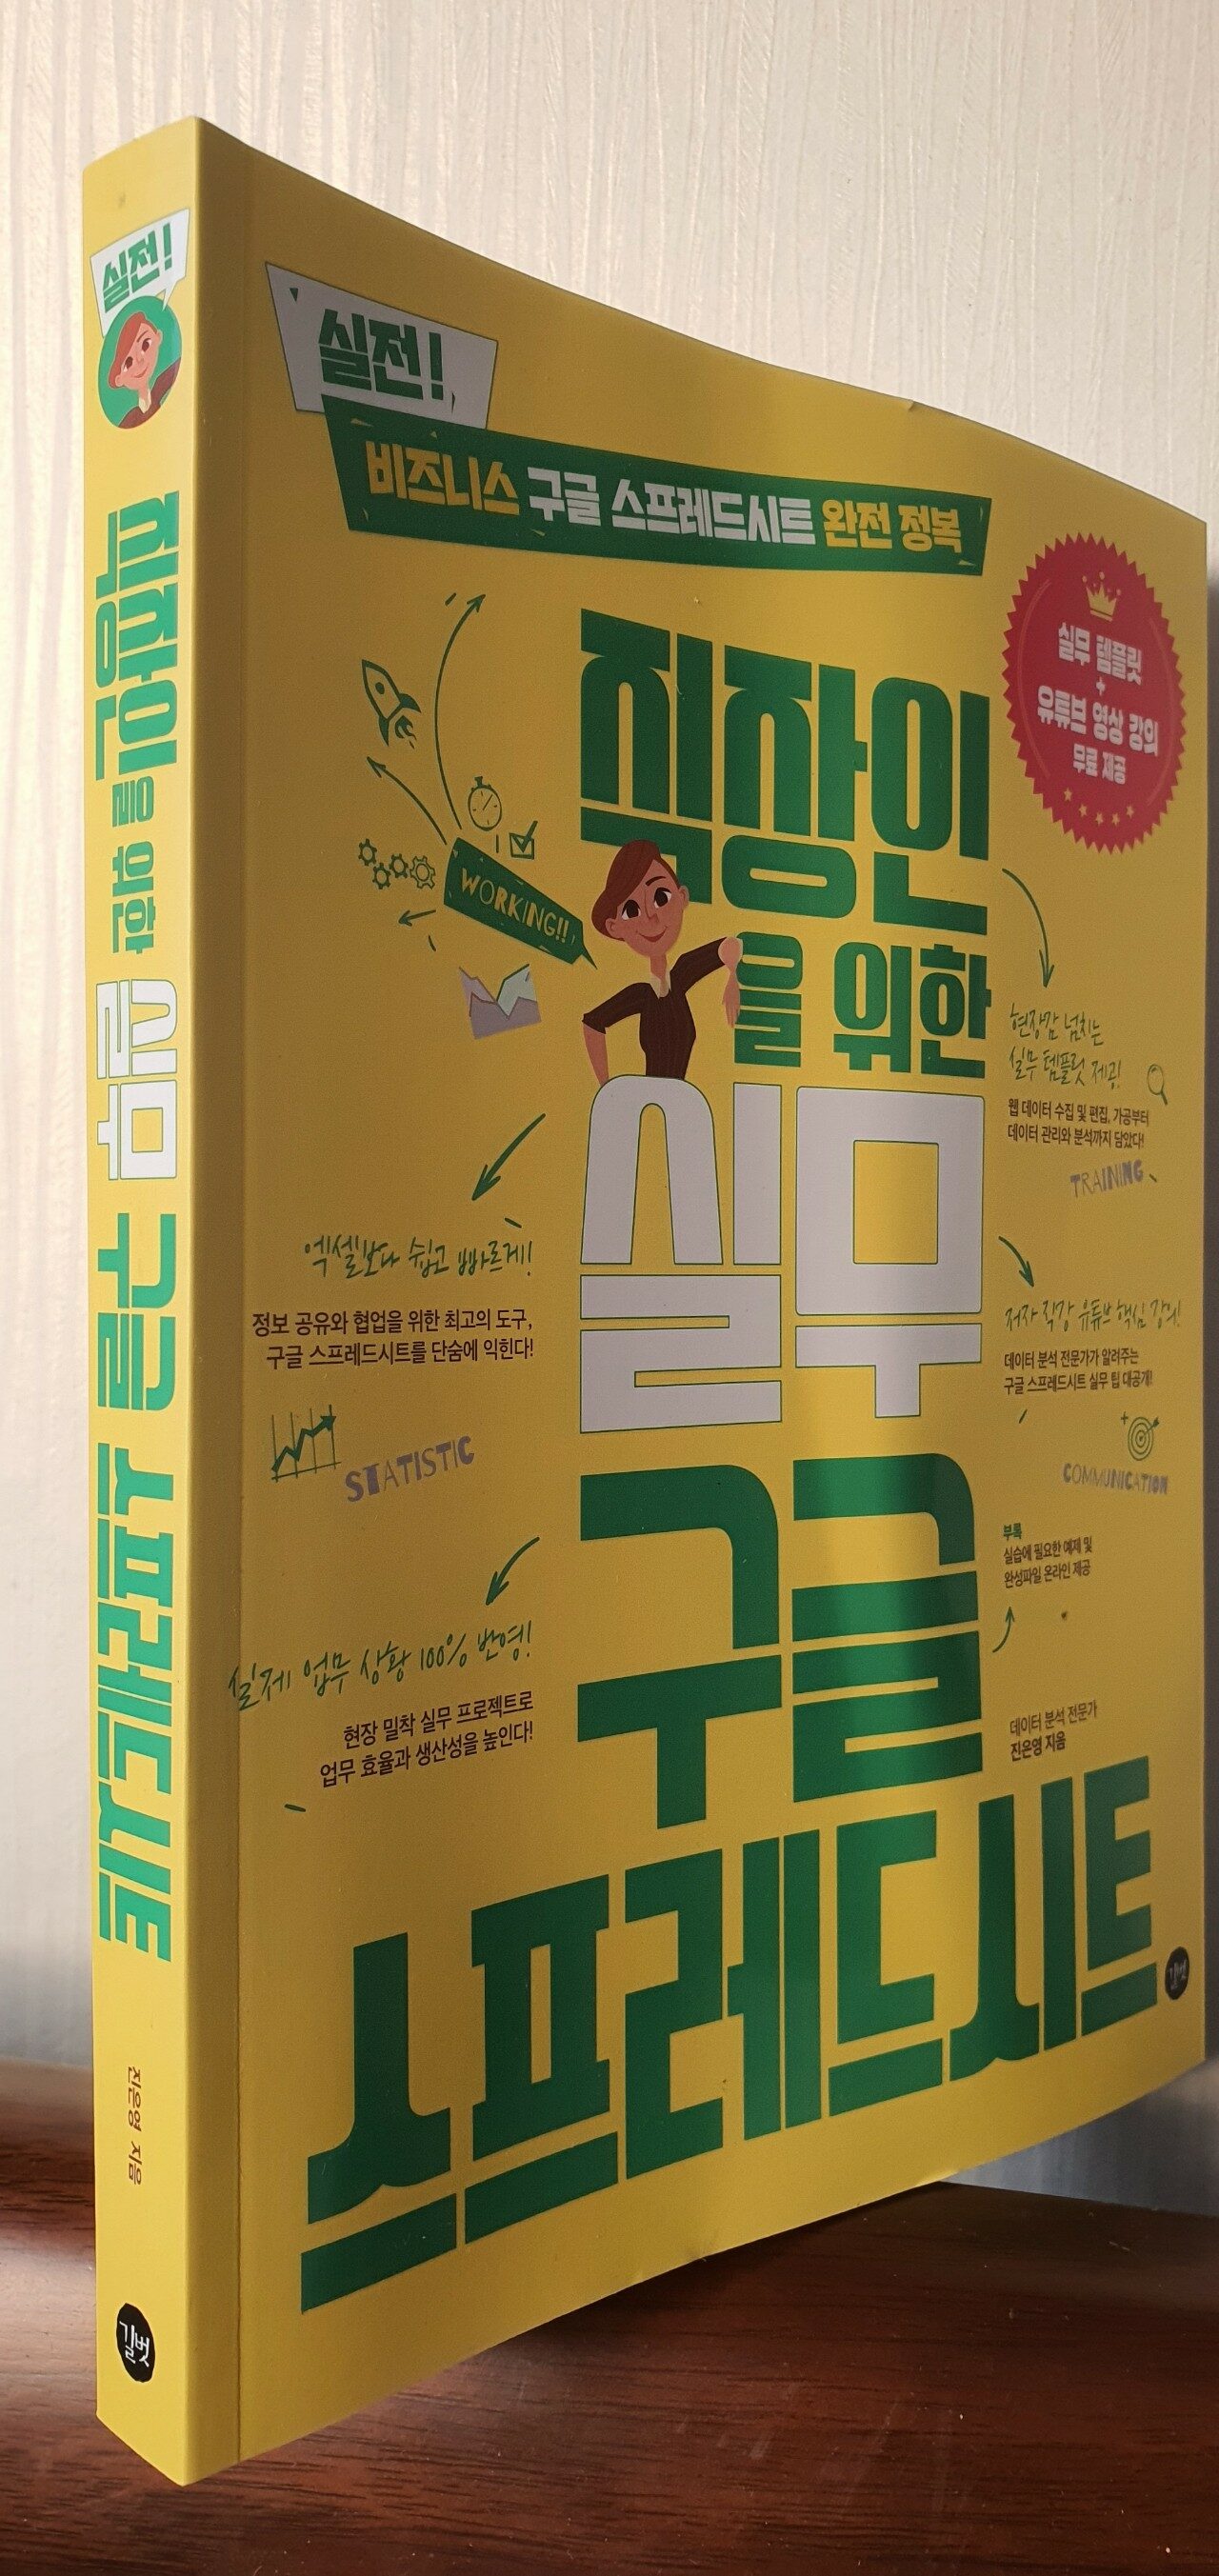 실전!
직장인을 위한 실무 구글 스프레드시트
진은영 지음
길벗
실전!
비즈니스 구글 스프레드시트 완전 정복
실무 템플릿
+
유튜브 영상 강의
무료 제공
직장인
을 위한
실무
구글
스프레드시트
WORKING!!
엑셀보다 쉽고 빠르게!
정보 공유와 협업을 위한 최고의 도구,
구글 스프레드시트를 단숨에 익힌다!
STATISTIC
실제 업무 상황 100% 반영!
현장 밀착 실무 프로젝트로
업무 효율과 생산성을 높인다!
현장감 넘치는
실무 템플릿 제공!
웹 데이터 수집 및 편집, 가공부터
데이터 관리와 분석까지 담았다!
TRAINING
저자 직강 유튜브 핵심 강의!
데이터 분석 전문가가 알려주는
구글 스프레드시트 실무 팁 대공개!
COMMUNICATION
부록
실습에 필요한 예제 및
완성파일 온라인 제공
데이터 분석 전문가
진은영 지음
길벗